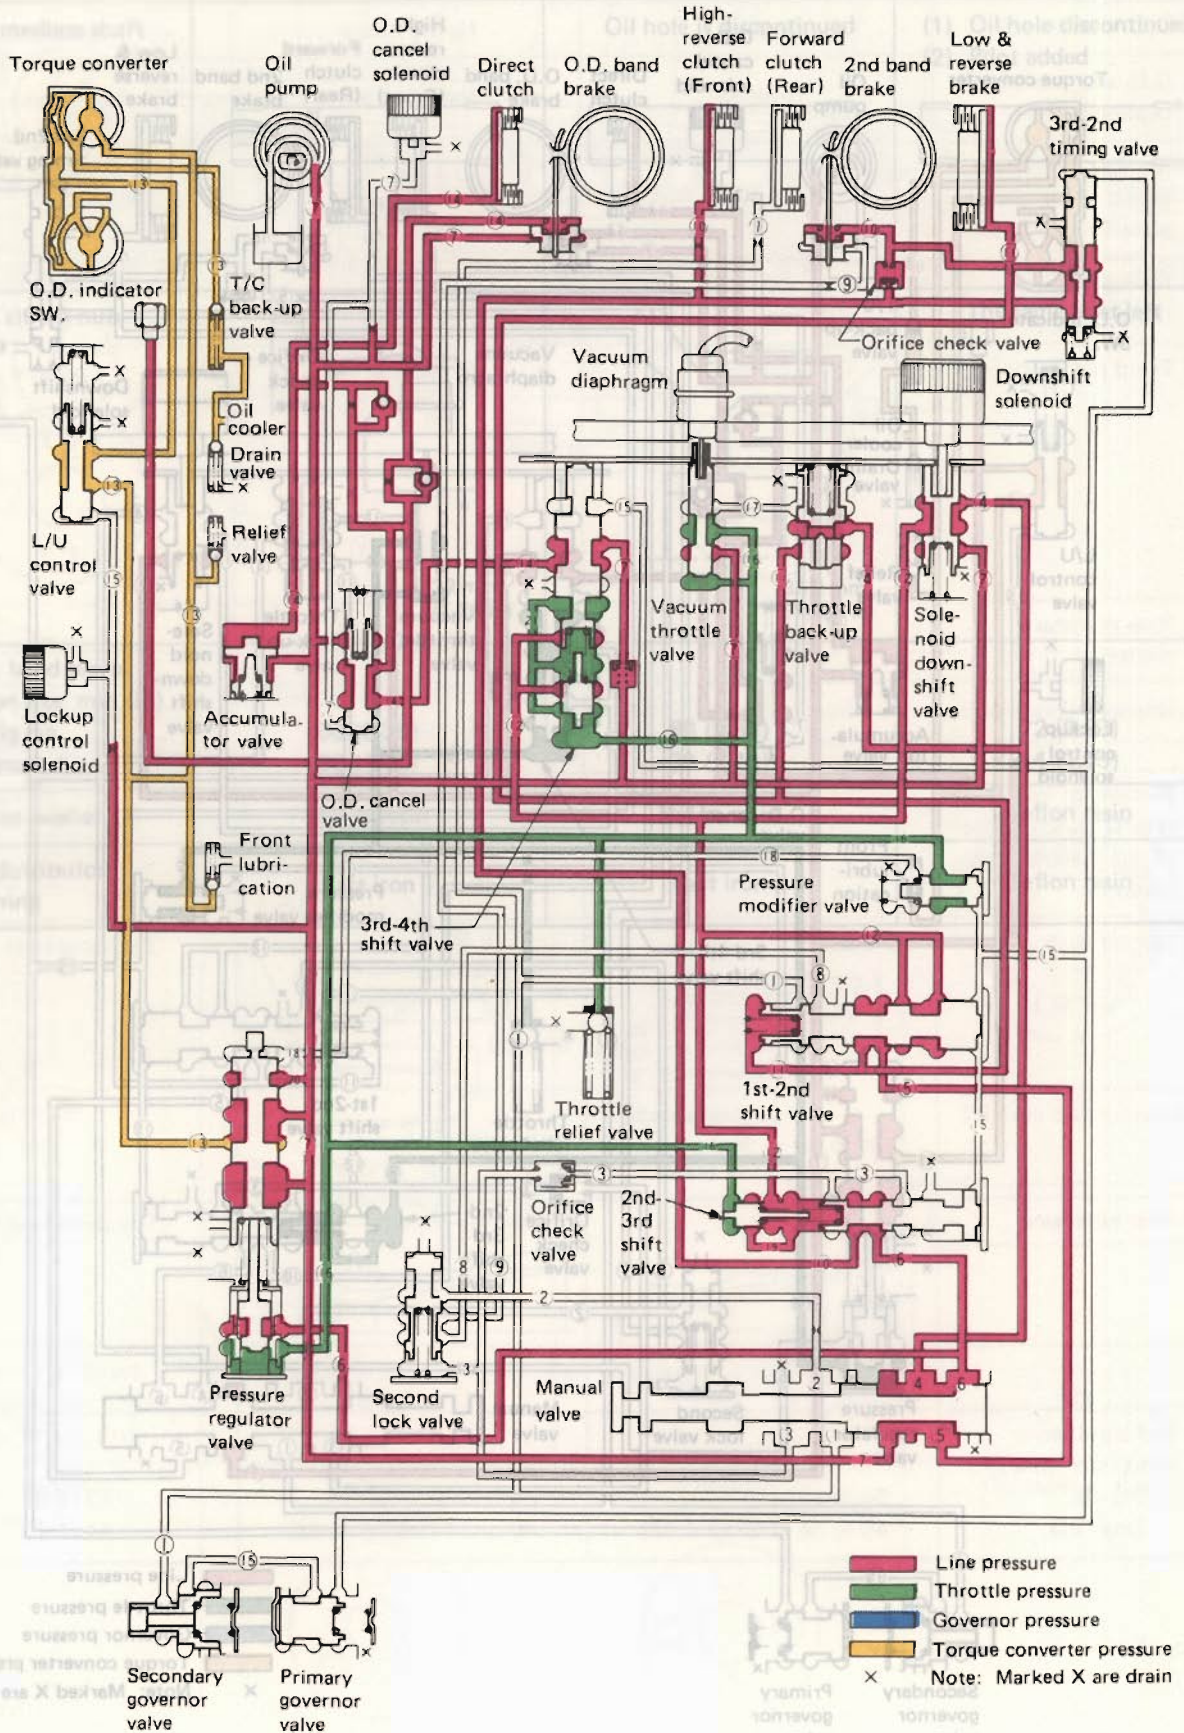 Torque converter
Oil
pump
O.D.
cancel
solenoid
Direct
clutch
O.D. band
brake
High-
reverse
clutch
(Front)
Forward
clutch
(Rear)
2nd band
brake
Low &
reverse
brake
3rd-2nd
timing valve
O.D. indicator
SW.
T/C
back-up
valve
Oil
cooler
Drain
valve
Relief
valve
L/U
control
valve
Lockup
control
solenoid
Accumula-
tor valve
O.D. cancel
valve
Vacuum
diaphragm
Orifice check valve
Downshift
solenoid
Vacuum
throttle
valve
Throttle
back-up
valve
Sole-
noid
down-
shift
valve
Front
lubri-
cation
3rd-4th
shift valve
Pressure
modifier valve
1st-2nd
shift valve
Throttle
relief valve
Orifice
check
valve
2nd-
3rd
shift
valve
Pressure
regulator
valve
Second
lock valve
Manual
valve
Secondary
governor
valve
Primary
governor
valve
Line pressure
Throttle pressure
Governor pressure
Torque converter pressure
× Note: Marked X are drain